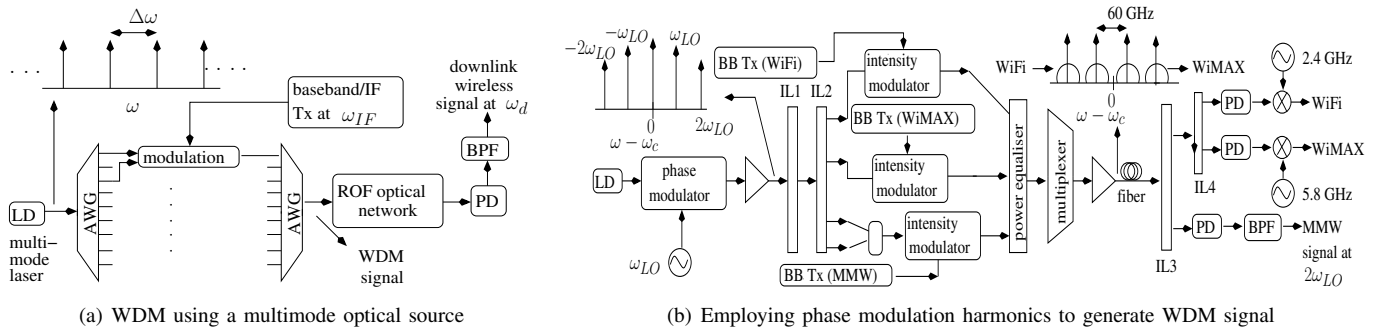 Δω
. . .
. . . .
ω
baseband/IF
Tx at ω_IF
downlink
wireless
signal at ω_d
BPF
modulation
AWG
AWG
LD
multi-
mode
laser
ROF optical
network
PD
WDM
signal
(a) WDM using a multimode optical source
−2ω_LO
−ω_LO
ω_LO
0
2ω_LO
ω − ω_c
BB Tx (WiFi)
intensity
modulator
IL1
IL2
BB Tx (WiMAX)
intensity
modulator
LD
phase
modulator
ω_LO
intensity
modulator
BB Tx (MMW)
power equaliser
multiplexer
60 GHz
WiFi
WiMAX
0
ω − ω_c
fiber
IL3
IL4
PD
2.4 GHz
WiFi
PD
WiMAX
5.8 GHz
PD
BPF
MMW
signal at
2ω_LO
(b) Employing phase modulation harmonics to generate WDM signal